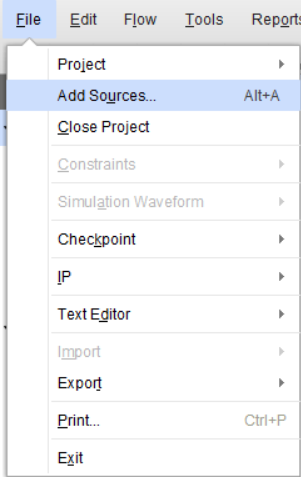 File Edit Flow Tools Reports
Project
Add Sources... Alt+A
Close Project
Constraints
Simulation Waveform
Checkpoint
IP
Text Editor
Import
Export
Print... Ctrl+P
Exit